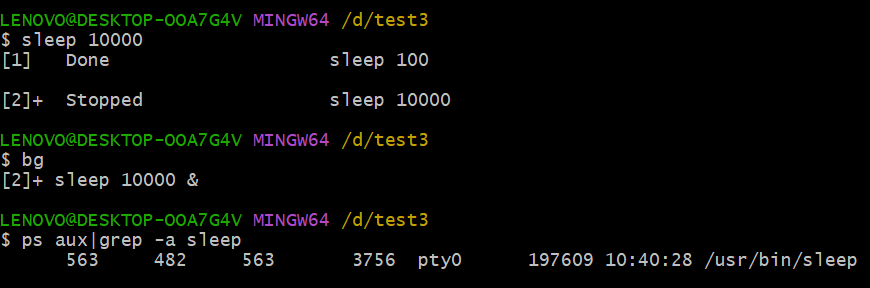 LENOVO@DESKTOP-OOA7G4V MINGW64 /d/test3
$ sleep 10000
[1]   Done                    sleep 100
[2]+  Stopped                 sleep 10000
LENOVO@DESKTOP-OOA7G4V MINGW64 /d/test3
$ bg
[2]+ sleep 10000 &
LENOVO@DESKTOP-OOA7G4V MINGW64 /d/test3
$ ps aux|grep -a sleep
      563     482     563       3756  pty0      197609 10:40:28 /usr/bin/sleep